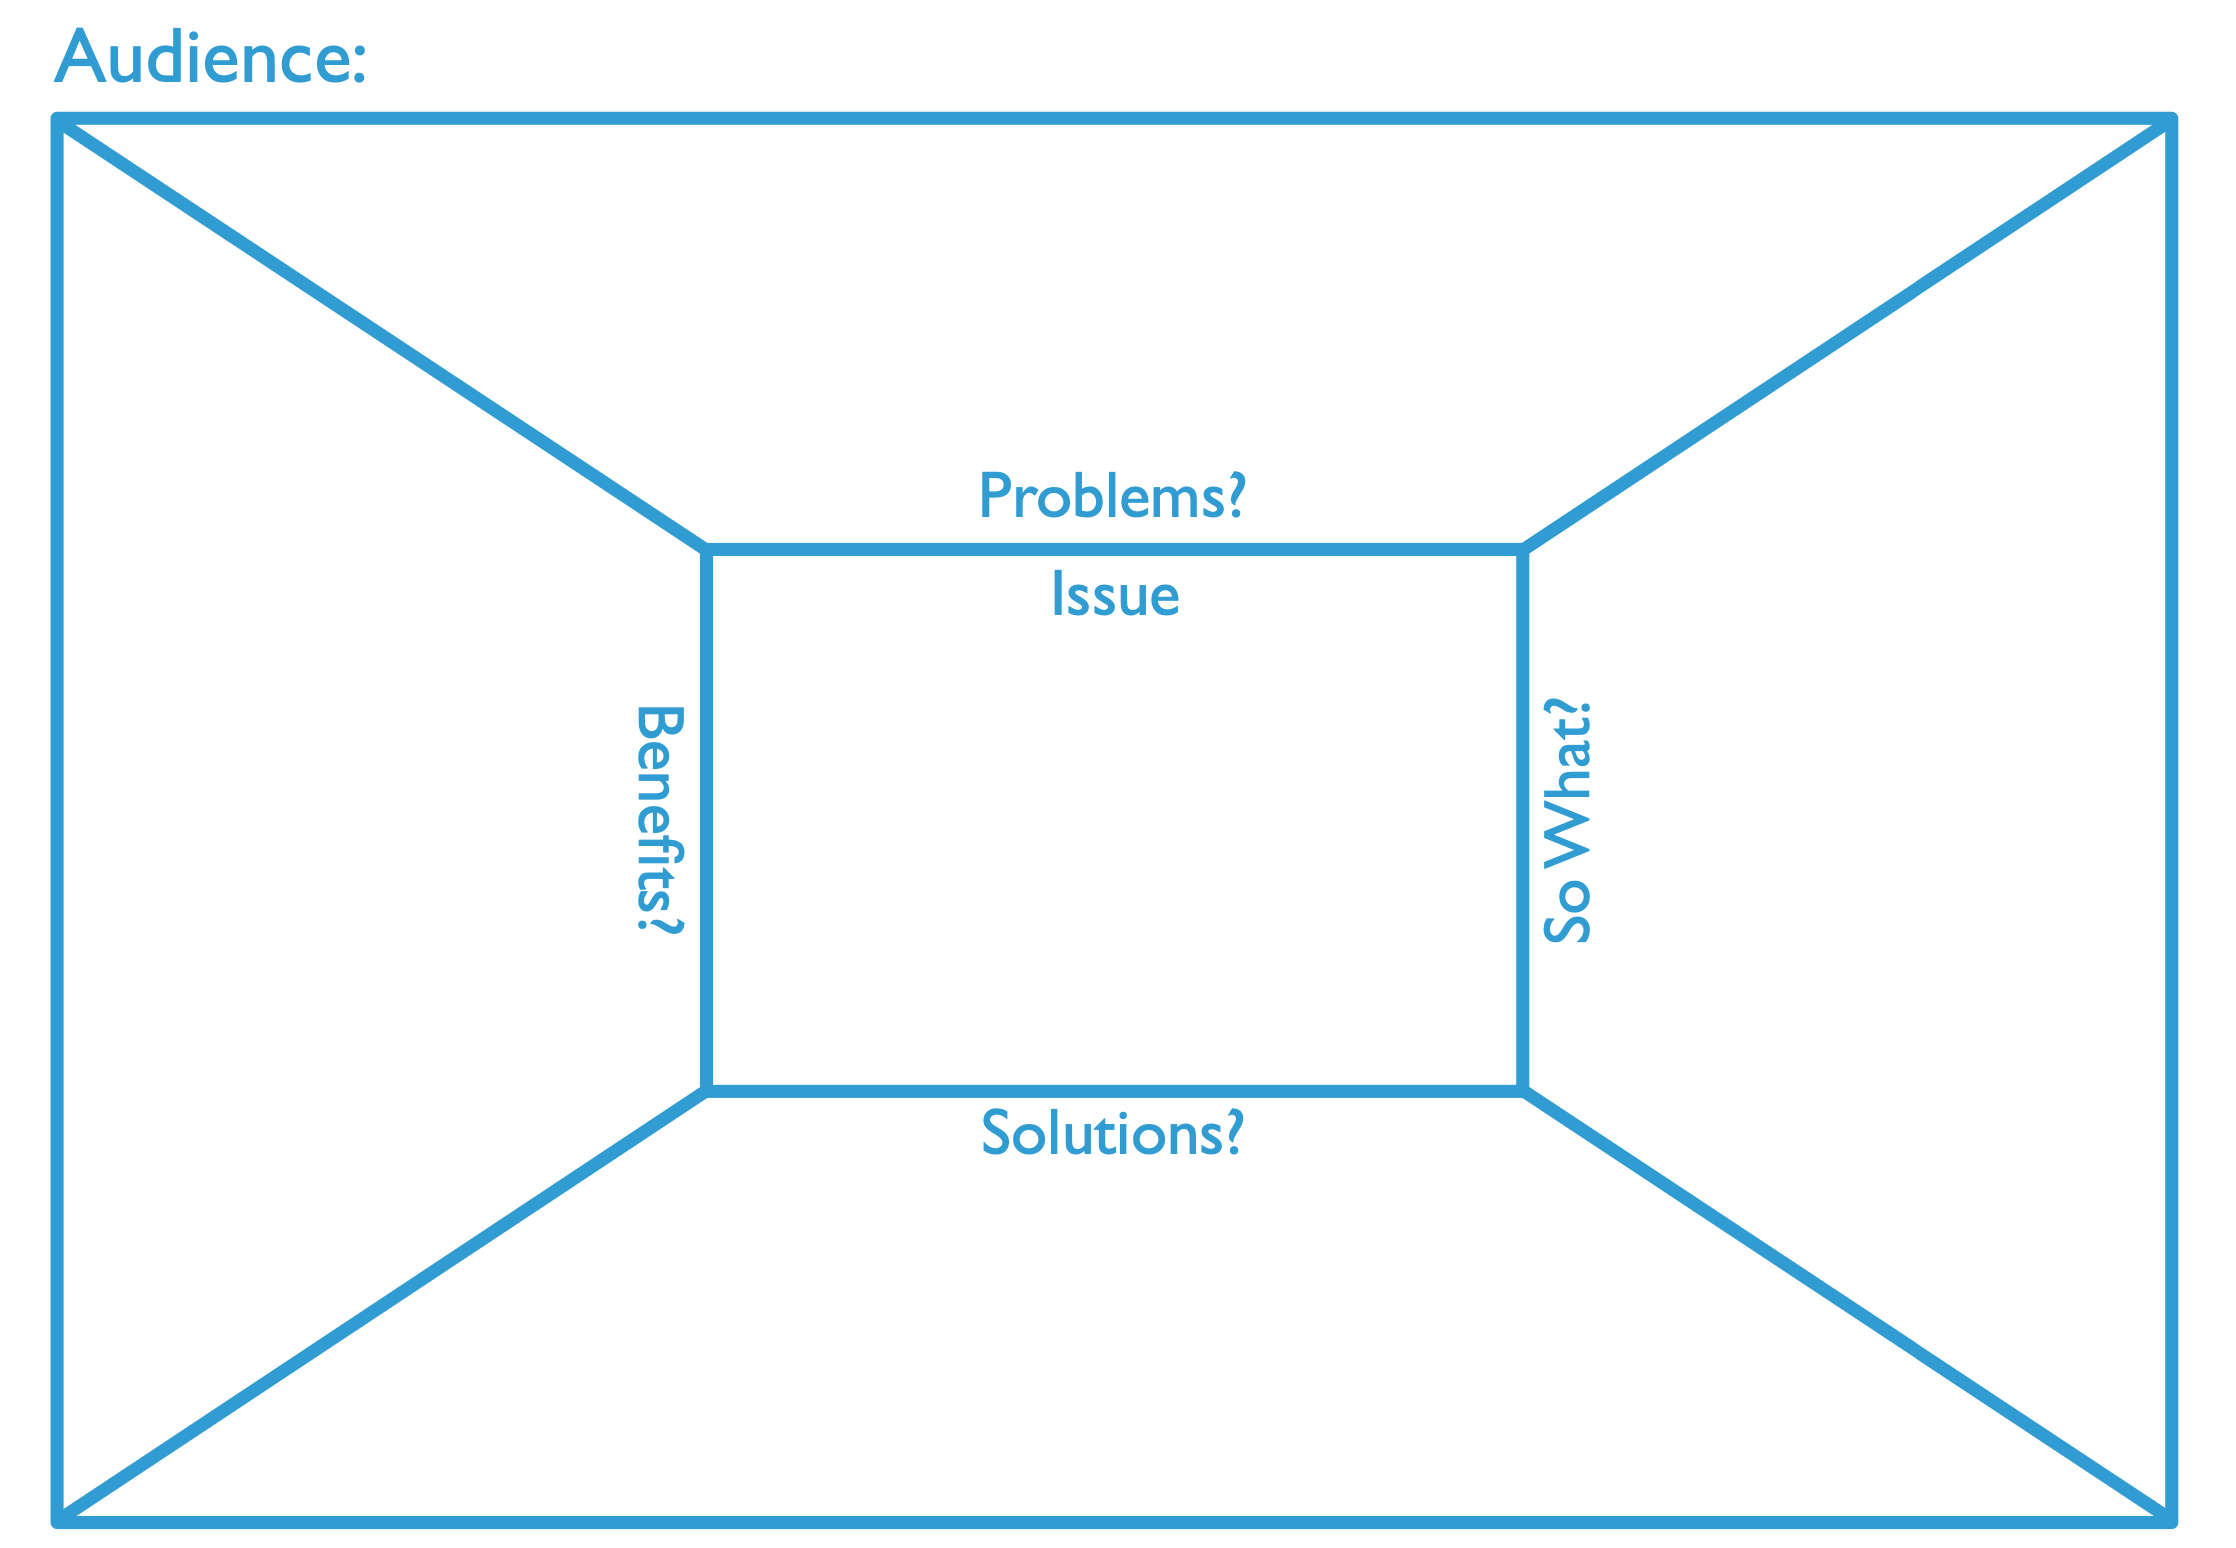 Audience:
Problems?
Issue
Benefits?
So What?
Solutions?